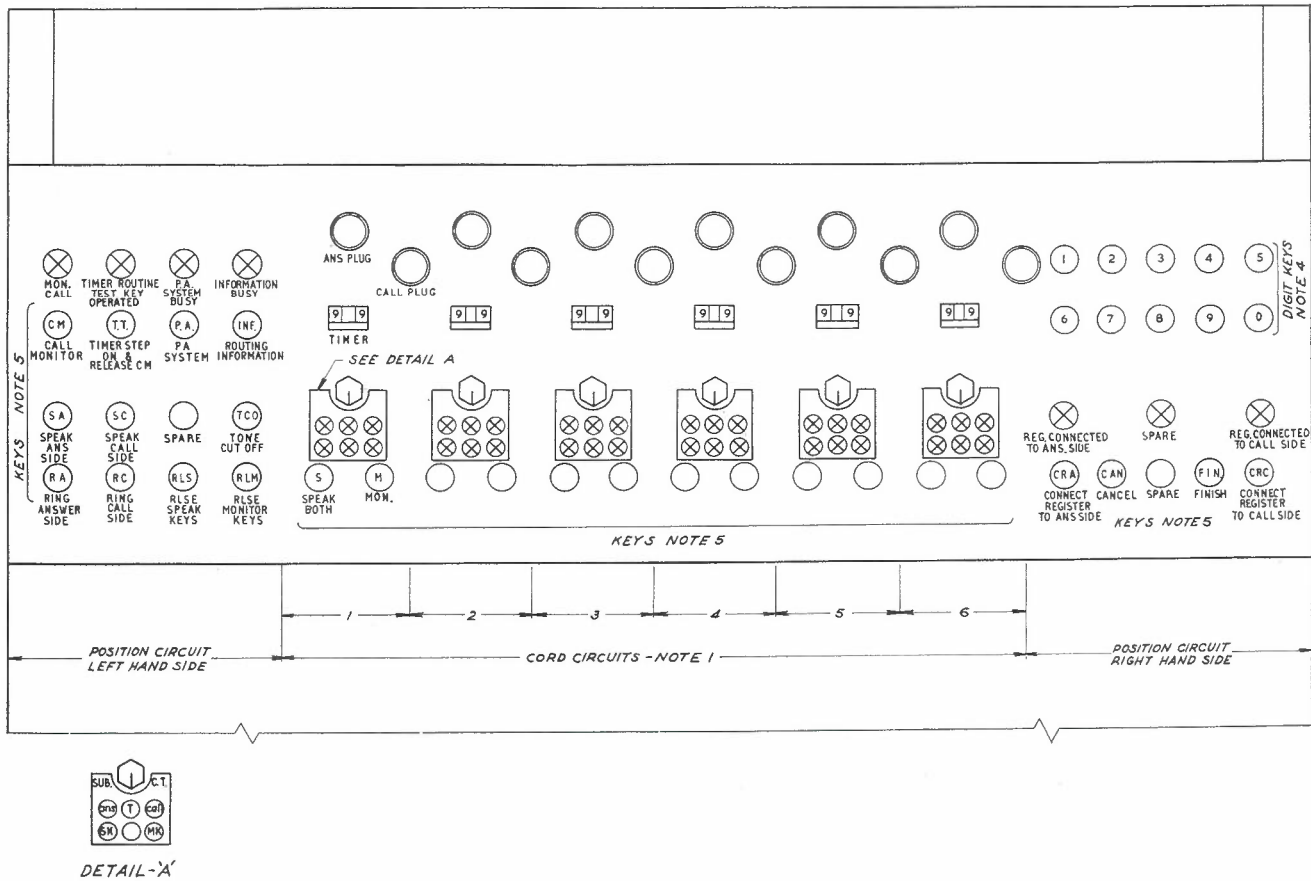 ANS PLUG
CALL PLUG
MON.
CALL
TIMER ROUTINE
TEST KEY
OPERATED
P.A.
SYSTEM
BUSY
INFORMATION
BUSY
1 2 3 4 5
6 7 8 9 0
DIGIT KEYS
NOTE 4
KEYS NOTE 5
CM
CALL
MONITOR
T.T.
TIMER STEP
ON &
RELEASE CM
P.A.
PA
SYSTEM
INF.
ROUTING
INFORMATION
9 9
9 9
9 9
9 9
9 9
9 9
TIMER
SEE DETAIL A
SA
SPEAK
ANS
SIDE
SC
SPEAK
CALL
SIDE
SPARE
TCO
TONE
CUT OFF
RA
RING
ANSWER
SIDE
RC
RING
CALL
SIDE
RLS
RLSE
SPEAK
KEYS
RLM
RLSE
MONITOR
KEYS
S
SPEAK
BOTH
M
MON.
KEYS NOTE 5
REG. CONNECTED
TO ANS. SIDE
SPARE
REG. CONNECTED
TO CALL SIDE
CRA
CONNECT
REGISTER
TO ANS SIDE
CAN
CANCEL
SPARE
FIN
FINISH
CRC
CONNECT
REGISTER
TO CALL SIDE
KEYS NOTE 5
1 2 3 4 5 6
POSITION CIRCUIT
LEFT HAND SIDE
CORD CIRCUITS - NOTE 1
POSITION CIRCUIT
RIGHT HAND SIDE
SUB. C.T.
ans T call
SK MK
DETAIL-'A'